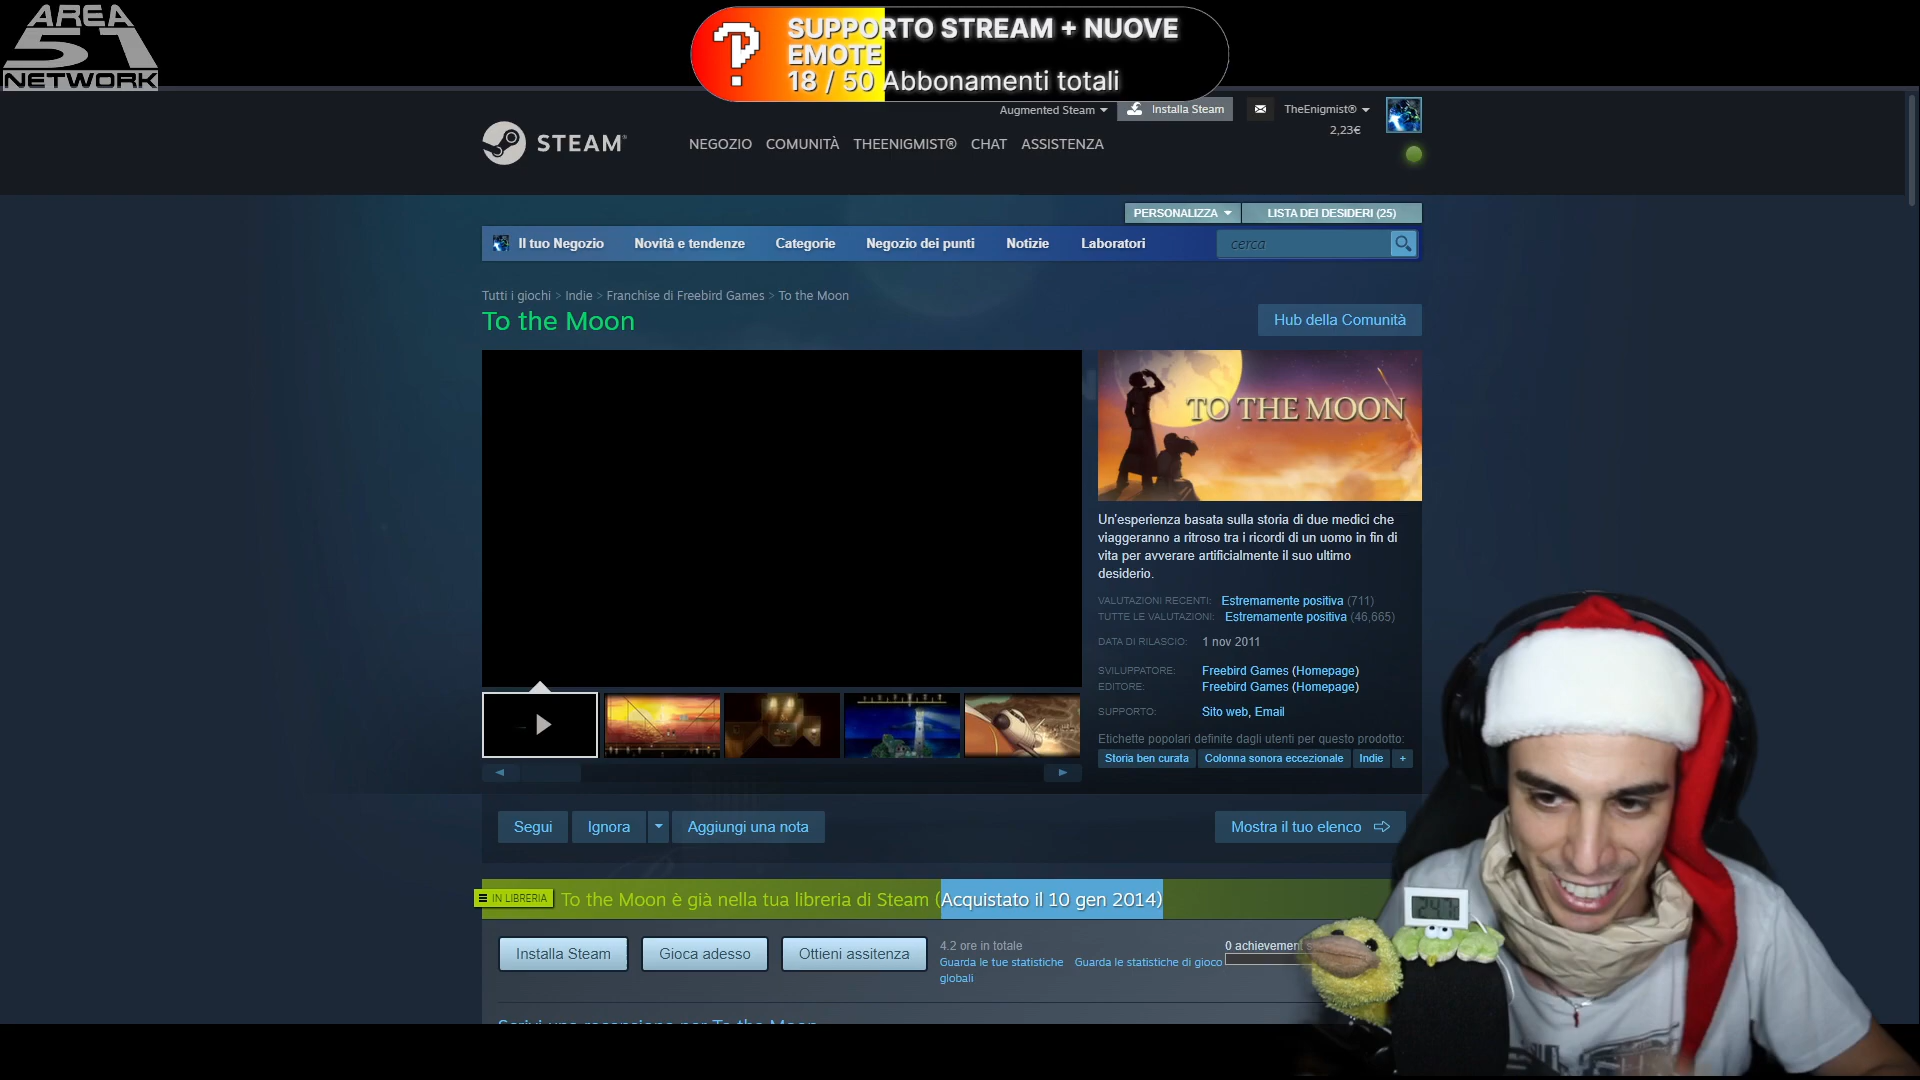 AREA
51
NETWORK
SUPPORTO STREAM + NUOVE
EMOTE
18 / 50 Abbonamenti totali
Augmented Steam
Installa Steam
TheEnigmist®
2,23€
STEAM®
NEGOZIO COMUNITÀ THEENIGMIST® CHAT ASSISTENZA
PERSONALIZZA
LISTA DEI DESIDERI (25)
Il tuo Negozio Novità e tendenze Categorie Negozio dei punti Notizie Laboratori
cerca
Tutti i giochi > Indie > Franchise di Freebird Games > To the Moon
To the Moon
Hub della Comunità
TO THE MOON
Un'esperienza basata sulla storia di due medici che
viaggeranno a ritroso tra i ricordi di un uomo in fin di
vita per avverare artificialmente il suo ultimo
desiderio.
VALUTAZIONI RECENTI: Estremamente positiva (711)
TUTTE LE VALUTAZIONI: Estremamente positiva (46,665)
DATA DI RILASCIO: 1 nov 2011
SVILUPPATORE: Freebird Games (Homepage)
EDITORE: Freebird Games (Homepage)
SUPPORTO: Sito web, Email
Etichette popolari definite dagli utenti per questo prodotto:
Storia ben curata Colonna sonora eccezionale Indie +
Segui Ignora Aggiungi una nota
Mostra il tuo elenco
IN LIBRERIA
To the Moon è già nella tua libreria di Steam (Acquistato il 10 gen 2014)
Installa Steam Gioca adesso Ottieni assitenza
4.2 ore in totale
Guarda le tue statistiche
globali
Guarda le statistiche di gioco
0 achievement
Scrivi una recensione per To the Moon